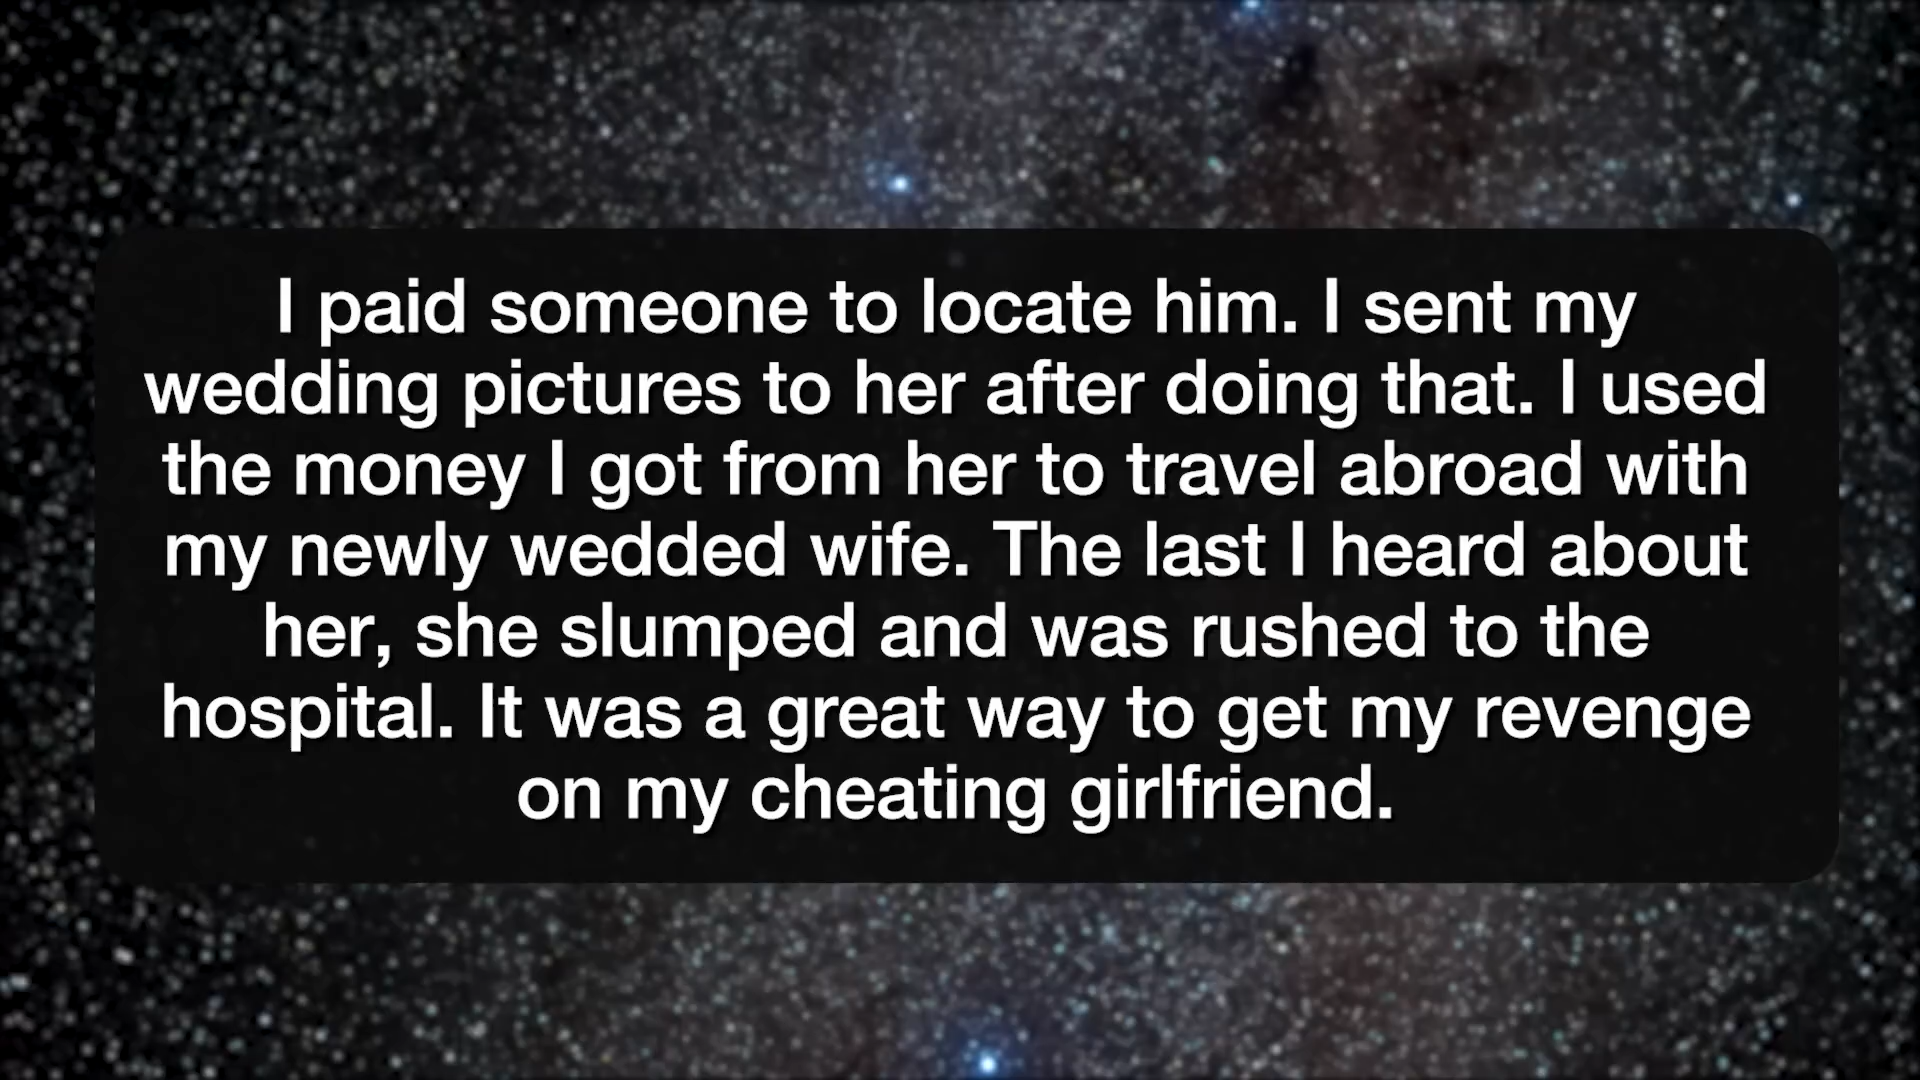 I paid someone to locate him. I sent my
wedding pictures to her after doing that. I used
the money I got from her to travel abroad with
my newly wedded wife. The last I heard about
her, she slumped and was rushed to the
hospital. It was a great way to get my revenge
on my cheating girlfriend.